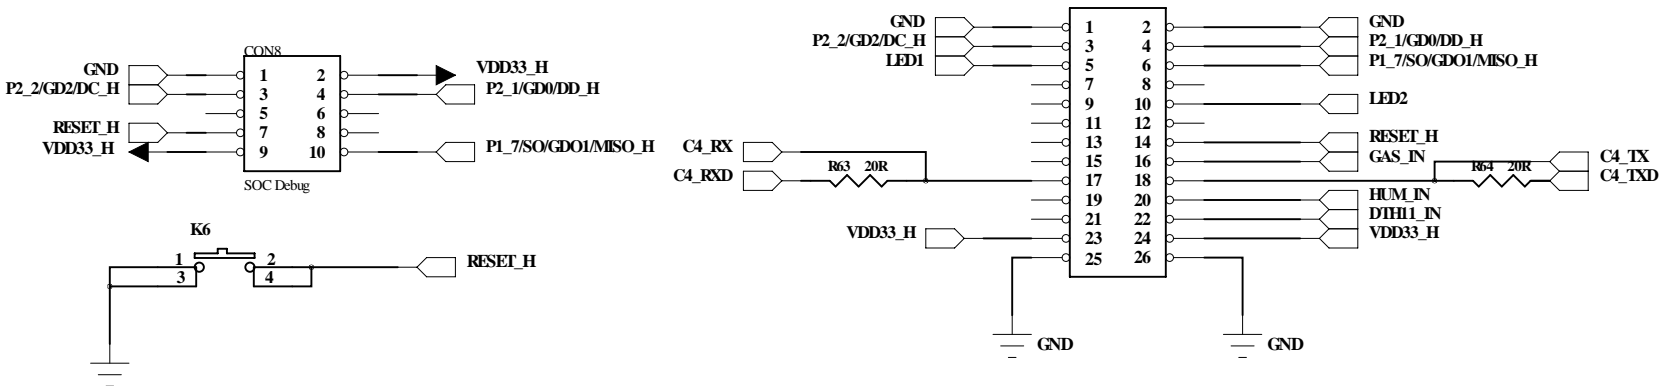 CON8
GND 1 2 VDD33_H
P2_2/GD2/DC_H 3 4 P2_1/GD0/DD_H
5 6
RESET_H 7 8
VDD33_H 9 10 P1_7/SO/GDO1/MISO_H
SOC Debug
K6
1 2 RESET_H
3 4
GND 1 2 GND
P2_2/GD2/DC_H 3 4 P2_1/GD0/DD_H
LED1 5 6 P1_7/SO/GDO1/MISO_H
7 8
9 10 LED2
11 12
13 14 RESET_H
C4_RX 15 16 GAS_IN C4_TX
C4_RXD R63 20R 17 18 R64 20R C4_TXD
19 20 HUM_IN
21 22 DTH11_IN
VDD33_H 23 24 VDD33_H
25 26
GND GND